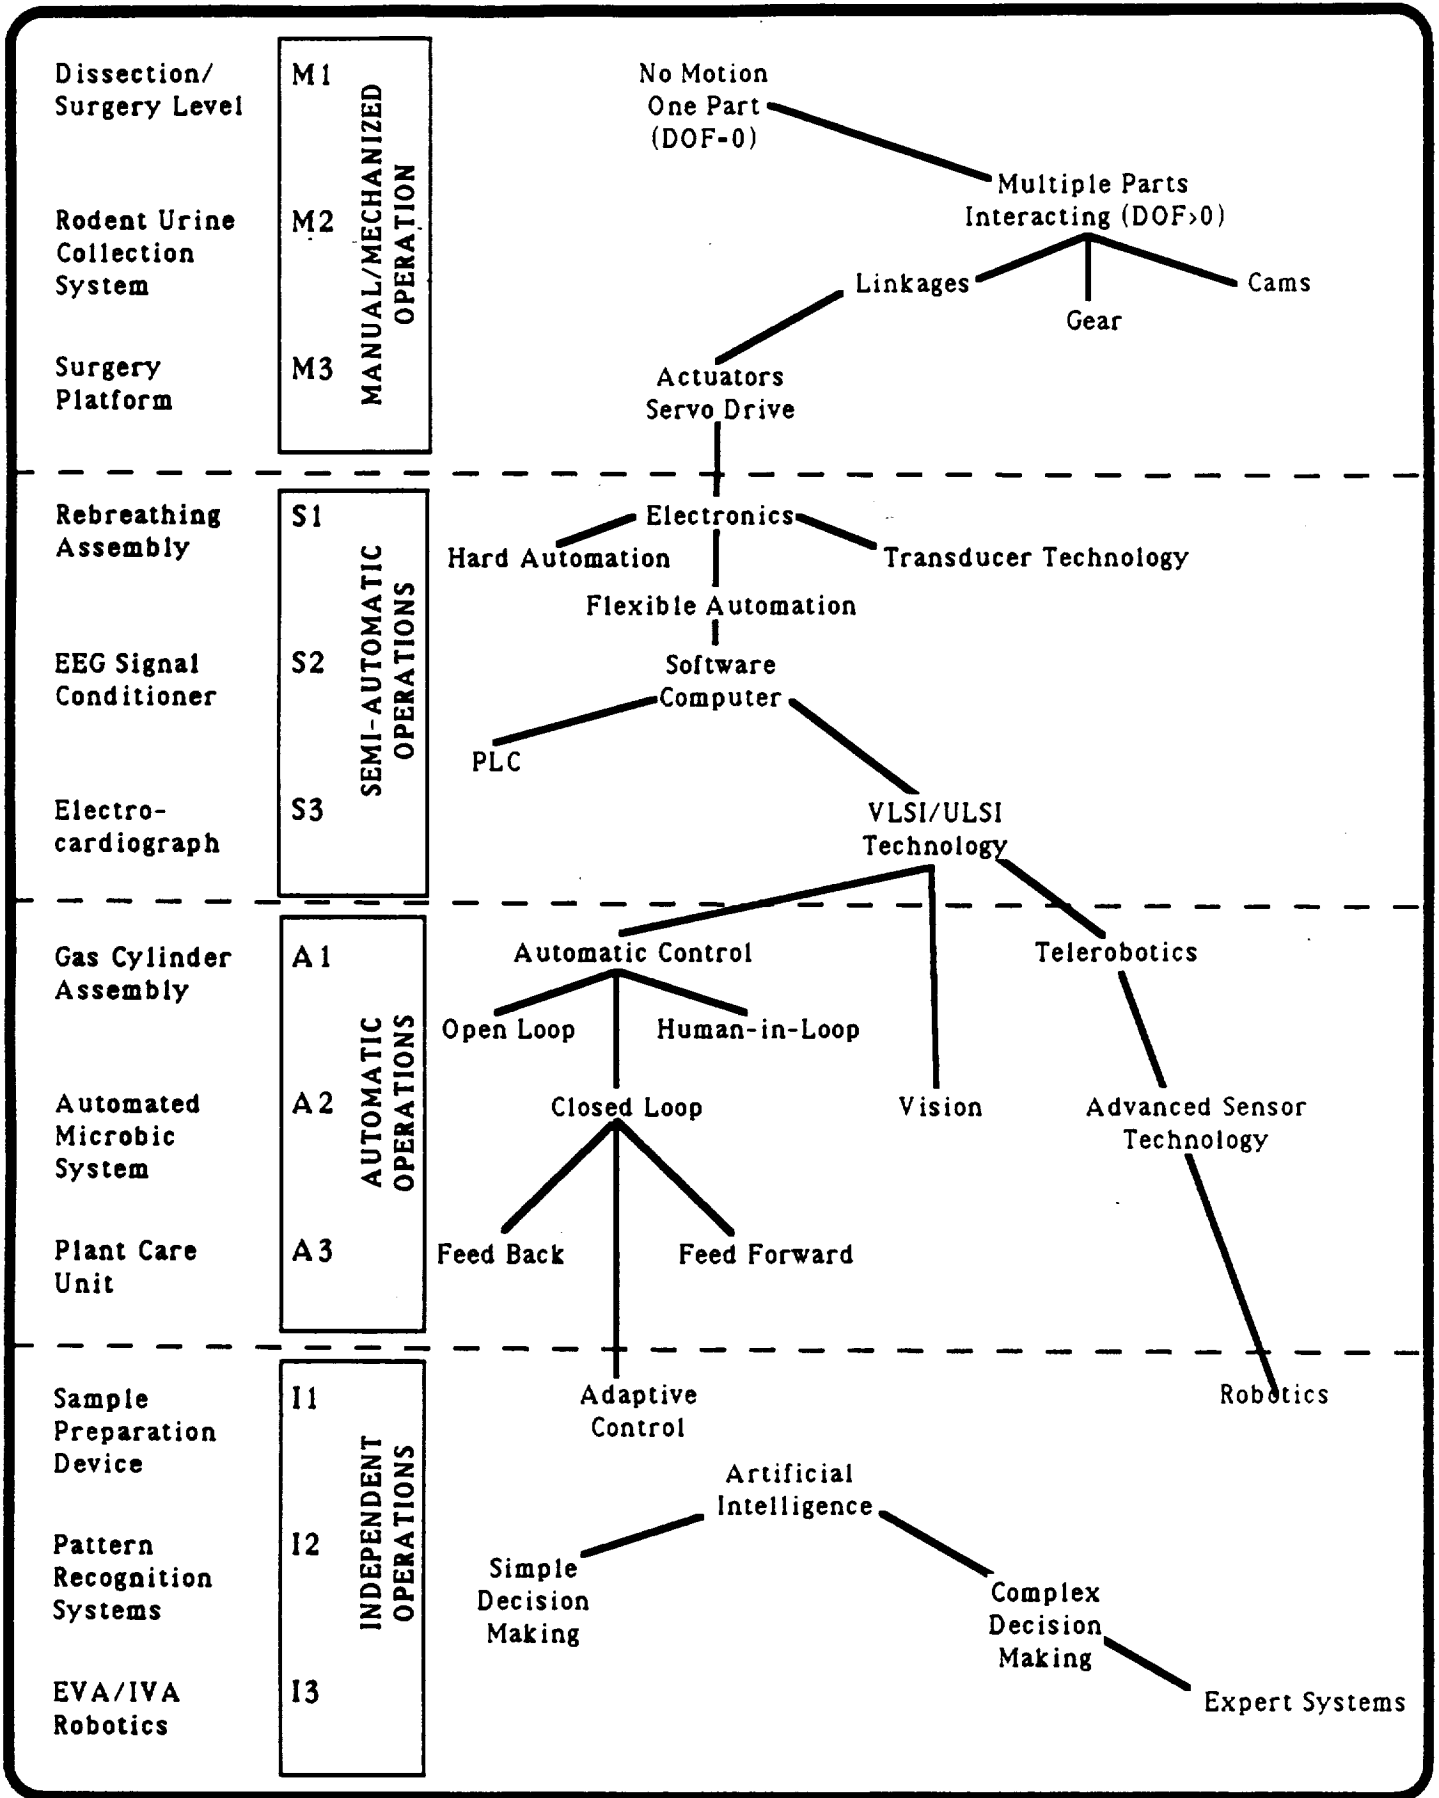 Dissection/
Surgery Level
M1
Rodent Urine
Collection
System
M2
Surgery
Platform
M3
MANUAL/MECHANIZED
OPERATION
No Motion
One Part
(DOF-0)
Multiple Parts
Interacting (DOF>0)
Linkages
Gear
Cams
Actuators
Servo Drive
Rebreathing
Assembly
S1
EEG Signal
Conditioner
S2
Electro-
cardiograph
S3
SEMI-AUTOMATIC
OPERATIONS
Electronics
Hard Automation
Transducer Technology
Flexible Automation
Software
Computer
PLC
VLSI/ULSI
Technology
Gas Cylinder
Assembly
A1
Automated
Microbic
System
A2
Plant Care
Unit
A3
AUTOMATIC
OPERATIONS
Automatic Control
Telerobotics
Open Loop
Human-in-Loop
Closed Loop
Vision
Advanced Sensor
Technology
Feed Back
Feed Forward
Sample
Preparation
Device
I1
Pattern
Recognition
Systems
I2
EVA/IVA
Robotics
I3
INDEPENDENT
OPERATIONS
Adaptive
Control
Robotics
Artificial
Intelligence
Simple
Decision
Making
Complex
Decision
Making
Expert Systems